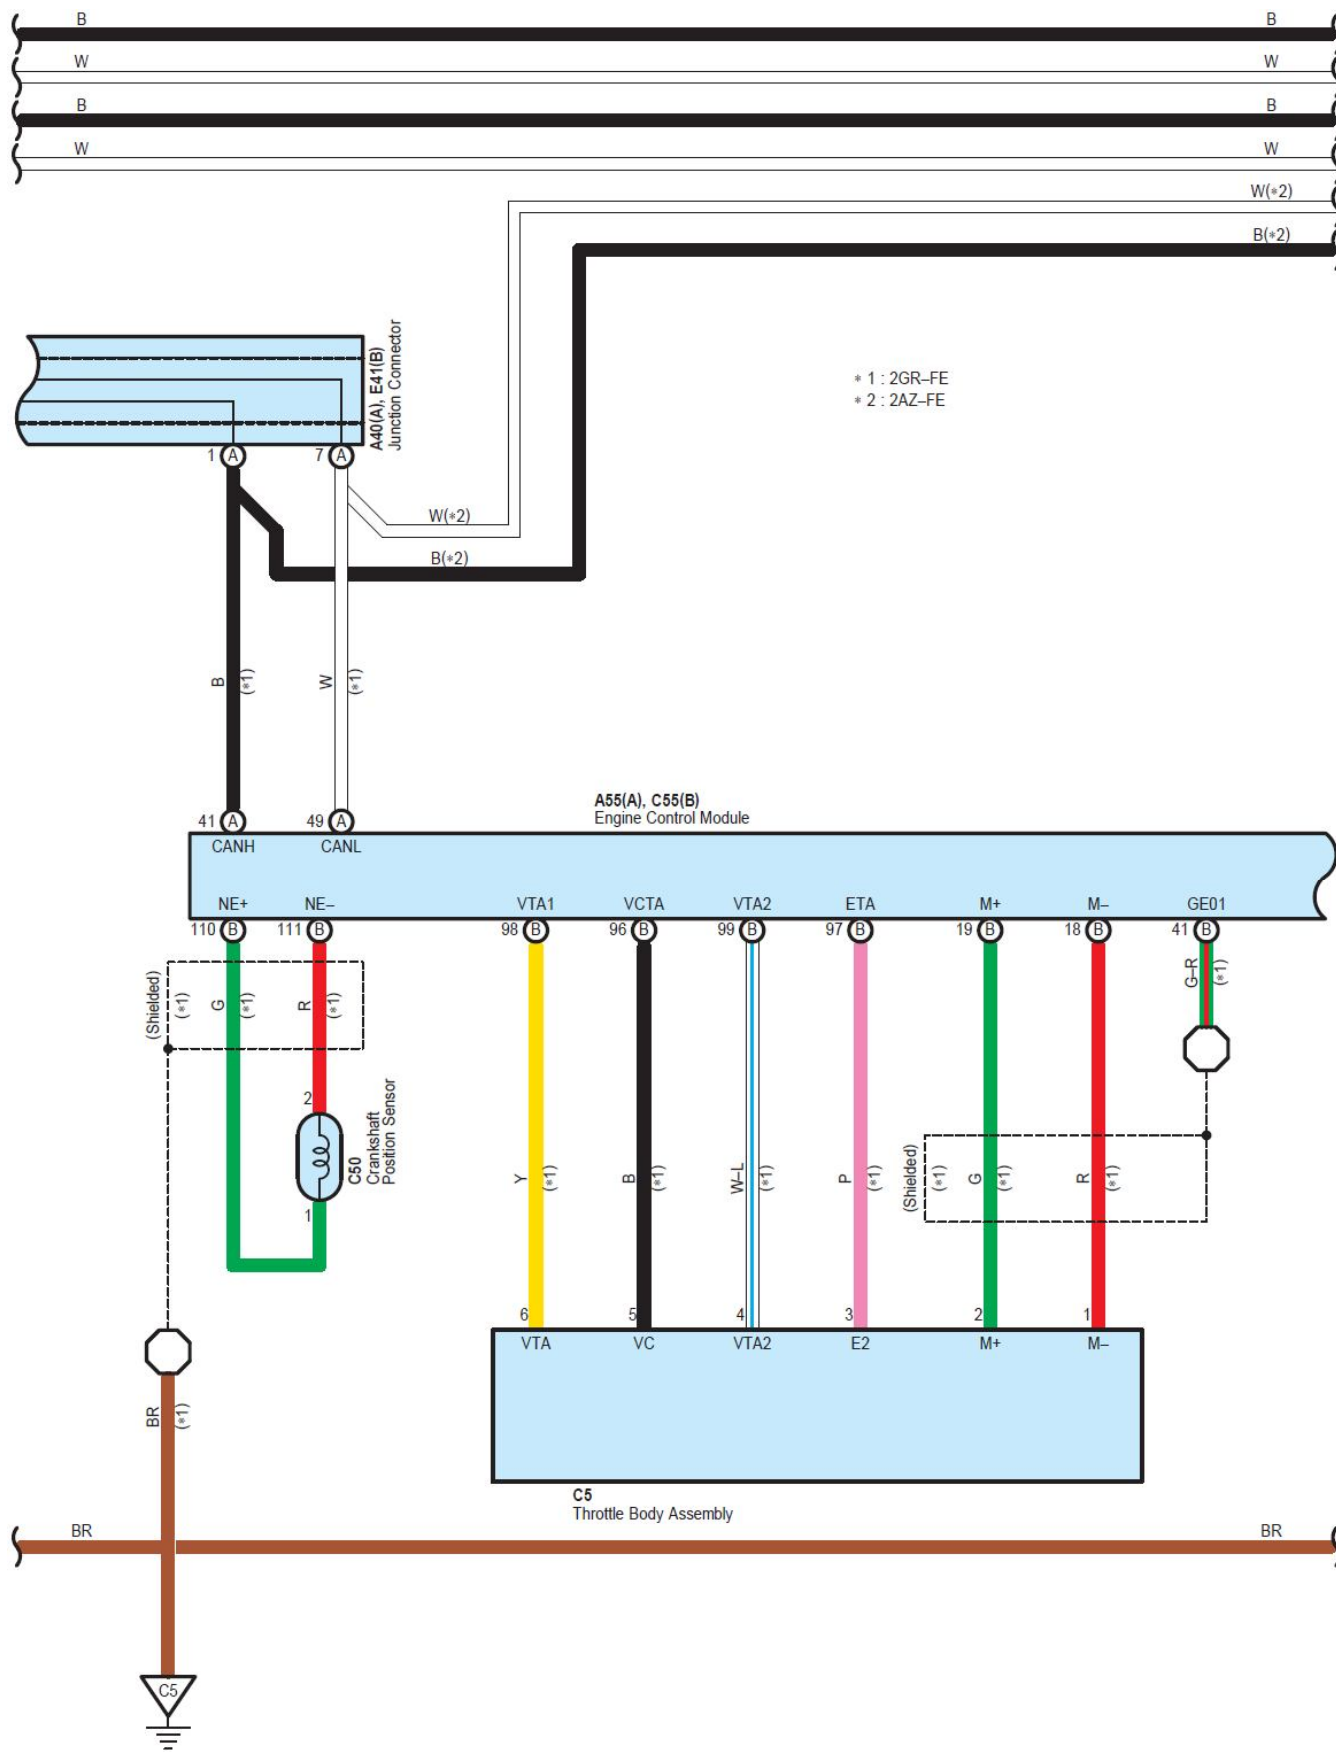 B B
W W
B B
W W
W(*2)
B(*2)
* 1 : 2GR–FE
* 2 : 2AZ–FE
A40(A), E41(B)
Junction Connector
1 A 7 A
W(*2)
B(*2)
B (*1) W (*1)
A55(A), C55(B)
Engine Control Module
41 A 49 A
CANH CANL
NE+ NE– VTA1 VCTA VTA2 ETA M+ M– GE01
110 B 111 B 98 B 96 B 99 B 97 B 19 B 18 B 41 B
(Shielded) (*1) G (*1) R (*1)
G–R (*1)
2
C50
Crankshaft
Position Sensor
1
Y (*1) B (*1) W–L (*1) P (*1) (Shielded) (*1) G (*1) R (*1)
6 5 4 3 2 1
VTA VC VTA2 E2 M+ M–
BR (*1)
C5
Throttle Body Assembly
BR BR
C5